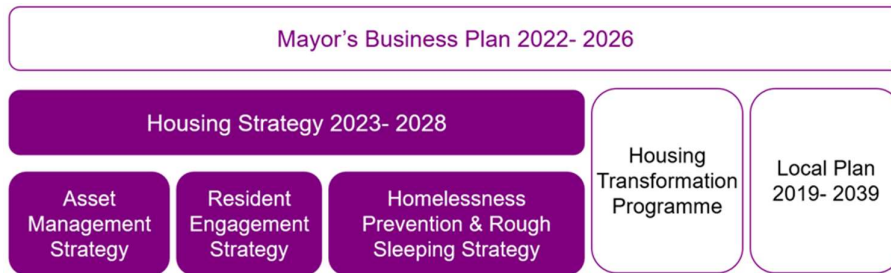 Mayor’s Business Plan 2022- 2026
Housing Strategy 2023- 2028
Asset
Management
Strategy
Resident
Engagement
Strategy
Homelessness
Prevention & Rough
Sleeping Strategy
Housing
Transformation
Programme
Local Plan
2019- 2039